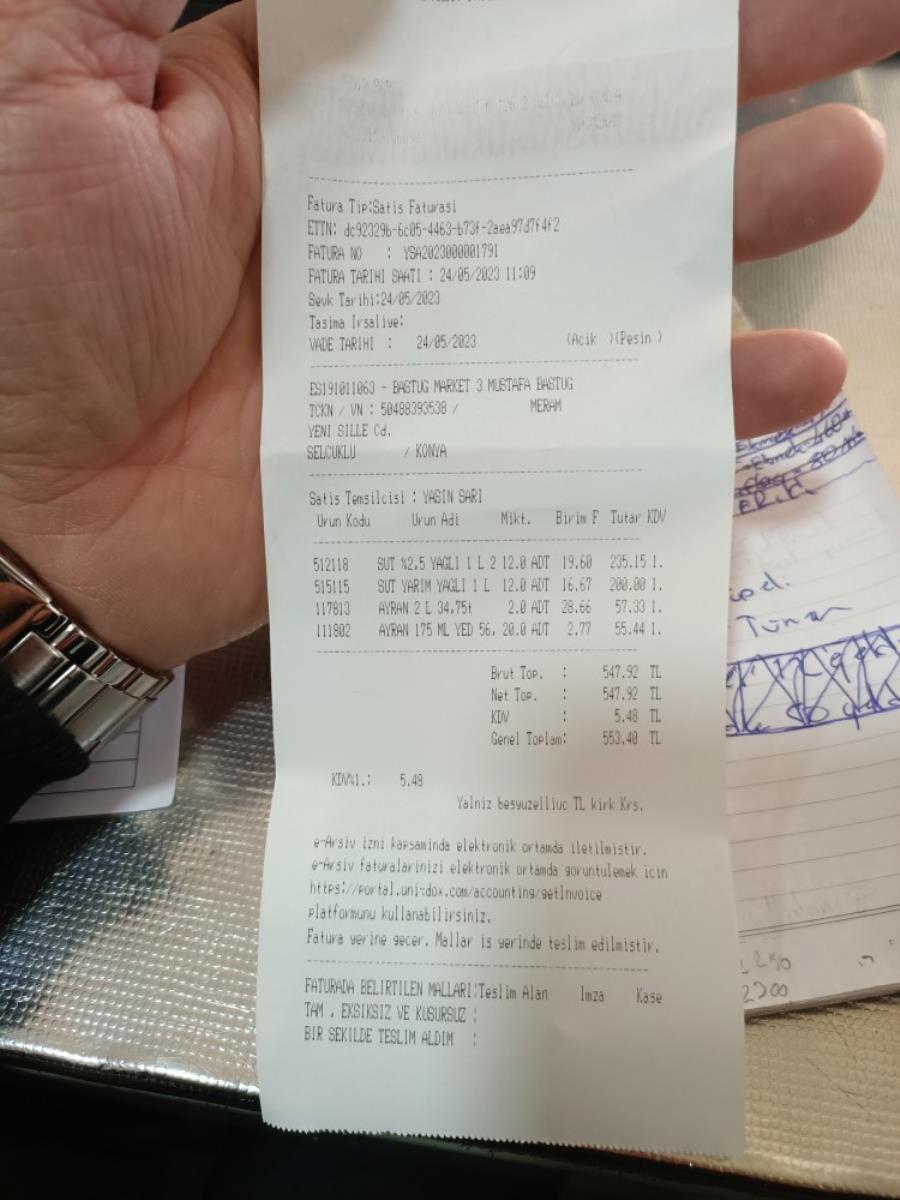 Fatura Tip:Satis Faturasi
ETTN: dc92329b-6c05-4463-b73f-2aea97d7f4f2
FATURA NO : YSA2023000001791
FATURA TARIHI SAATI : 24/05/2023 11:09
Sevk Tarihi:24/05/2023
Tasima Irsaliye:
VADE TARIHI : 24/05/2023 (Acik )(Pesin )
ES191011063 - BASTUG MARKET 3 MUSTAFA BASTUG
TCKN / VN : 50488393538 / MERAM
YENI SILLE Cd.
SELCUKLU / KONYA
Satis Temsilcisi : YASIN SARI
Urun Kodu Urun Adi Mikt. Birim F Tutar KDV
512118 SUT %2,5 YAGLI 1 L 2 12.0 ADT 19.60 235.15 1.
515115 SUT YARIM YAGLI 1 L 12.0 ADT 16.67 200.00 1.
117813 AYRAN 2 L 34,75t 2.0 ADT 28.66 57.33 1.
111802 AYRAN 175 ML YED 56, 20.0 ADT 2.77 55.44 1.
Brut Top. : 547.92 TL
Net Top. : 547.92 TL
KDV : 5.48 TL
Genel Toplam: 553.40 TL
KDV%1.: 5.48
Yalniz besyuzelliuc TL kirk Krs.
e-Arsiv izni kapsaminda elektronik ortamda iletilmistir.
e-Arsiv faturalarinizi elektronik ortamda goruntulemek icin
https://portal.uni-dox.com/accounting/getInvoice
platformunu kullanabilirsiniz.
Fatura yerine gecer. Mallar is yerinde teslim edilmistir.
FATURADA BELIRTILEN MALLARI:Teslim Alan Imza Kase
TAM , EKSIKSIZ VE KUSURSUZ :
BIR SEKILDE TESLIM ALDIM :
2200